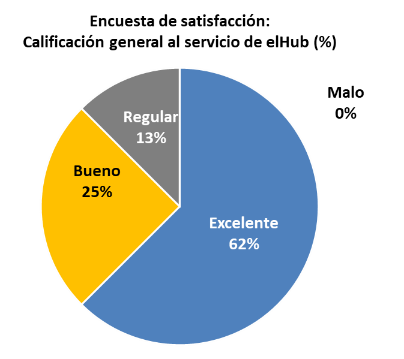 Encuesta de satisfacción:
Calificación general al servicio de elHub (%)
Malo
0%
Regular
13%
Bueno
25%
Excelente
62%